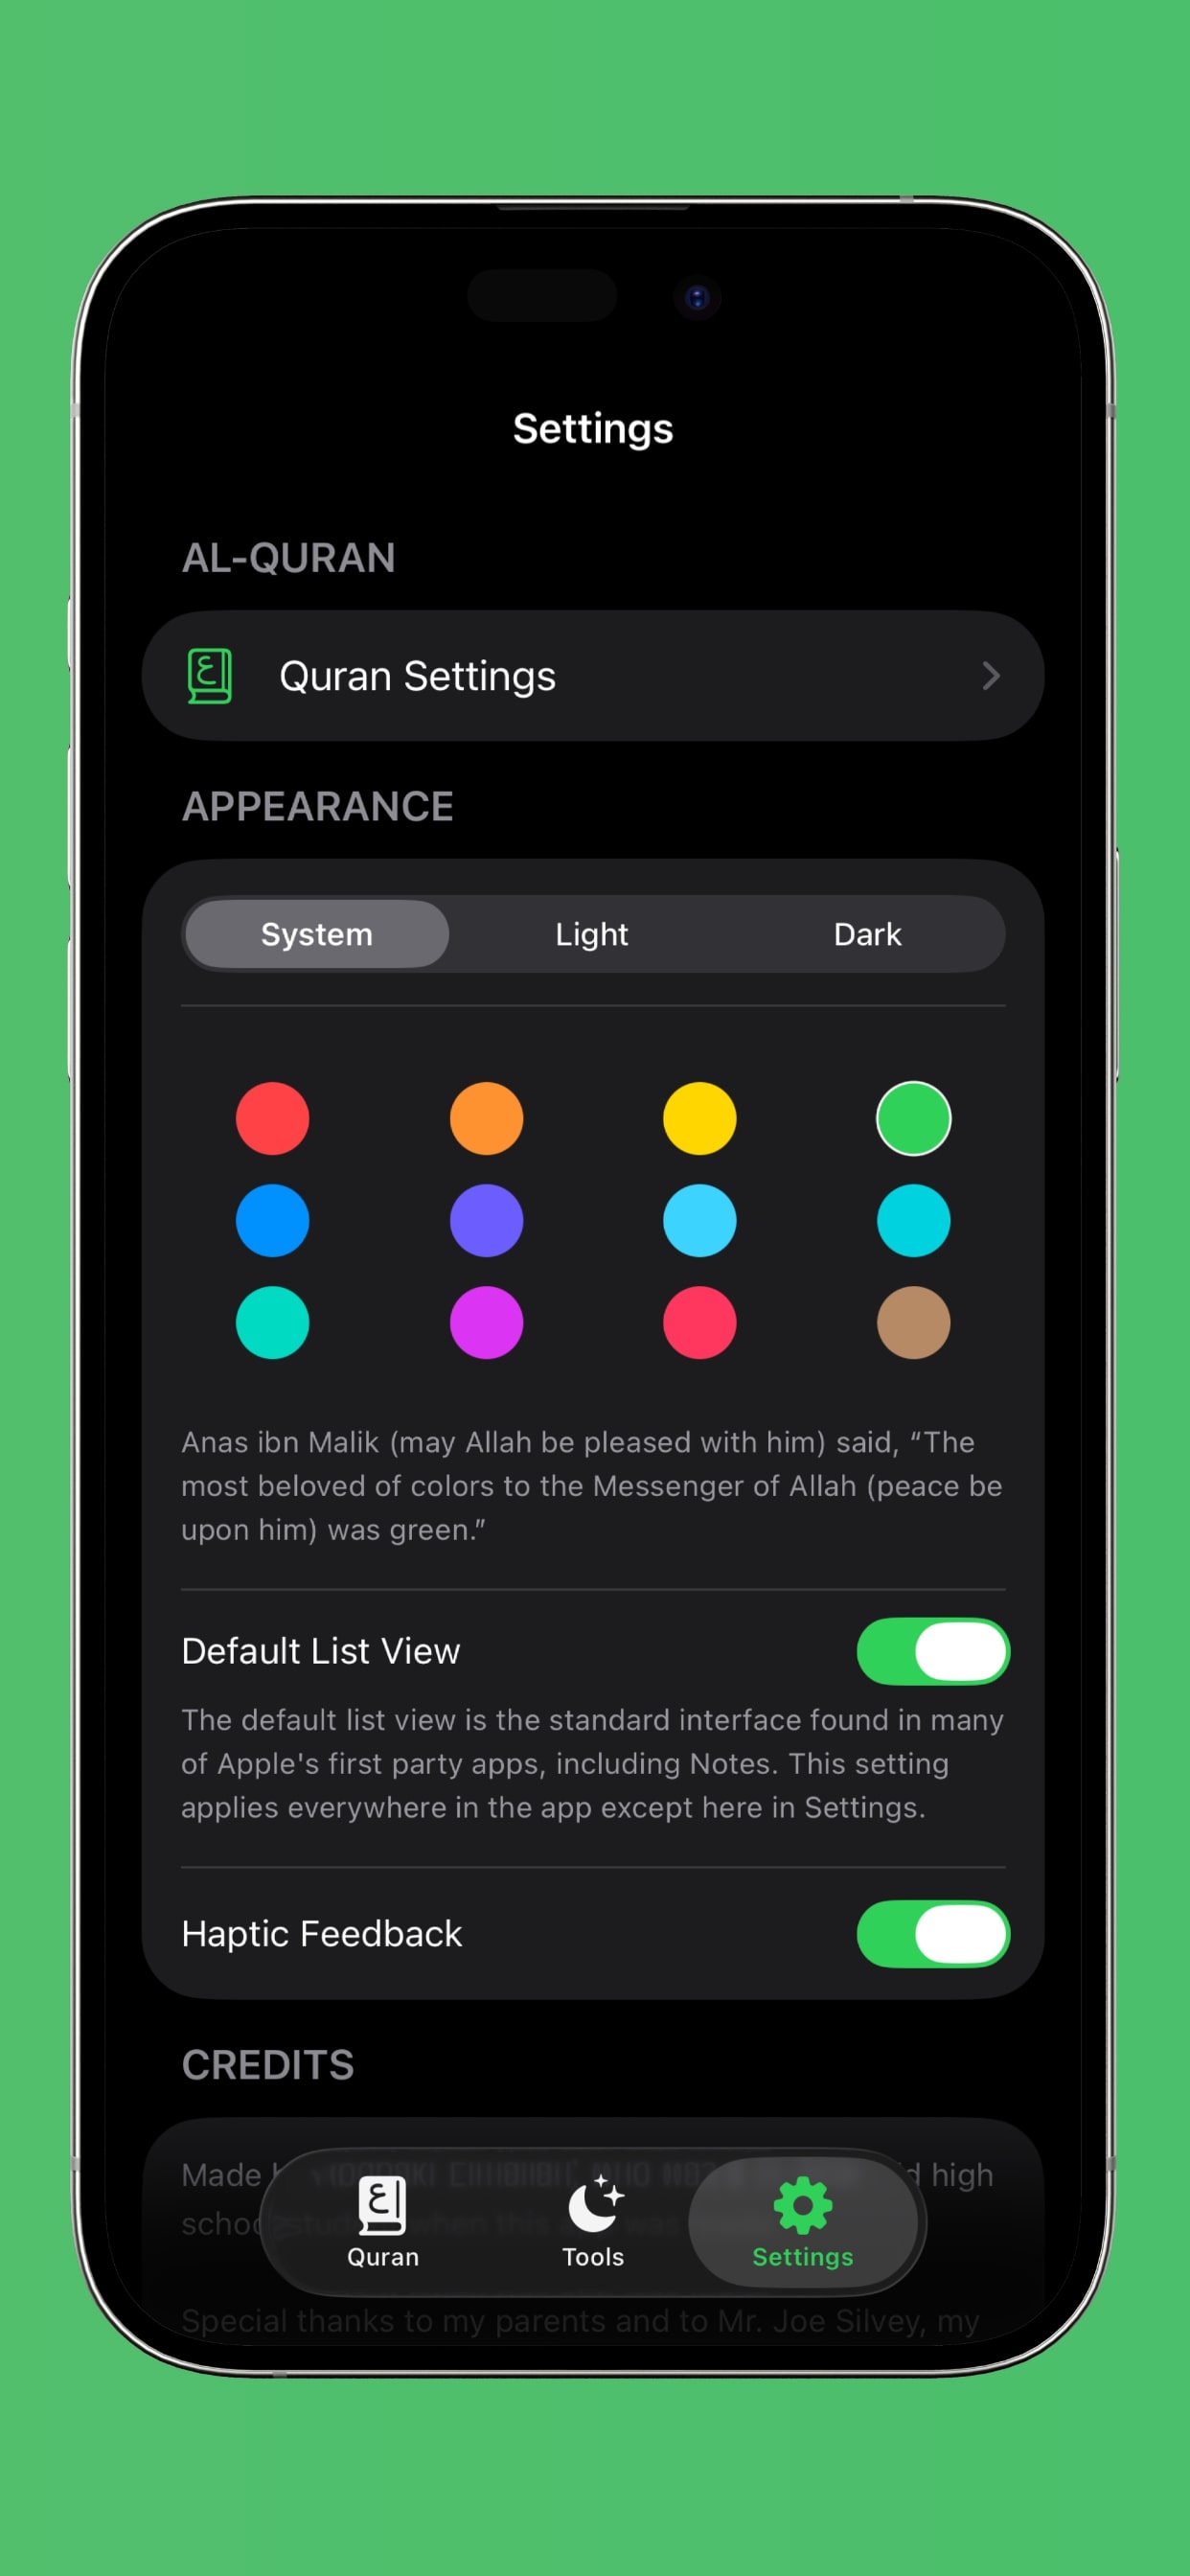 Settings
AL-QURAN
ع
Quran Settings
APPEARANCE
System
Light
Dark
Anas ibn Malik (may Allah be pleased with him) said, “The
most beloved of colors to the Messenger of Allah (peace be
upon him) was green.”
Default List View
The default list view is the standard interface found in many
of Apple's first party apps, including Notes. This setting
applies everywhere in the app except here in Settings.
Haptic Feedback
CREDITS
Made high
when this was
Special thanks to my parents and to Mr. Joe Silvey, my
ع
Quran
Tools
Settings